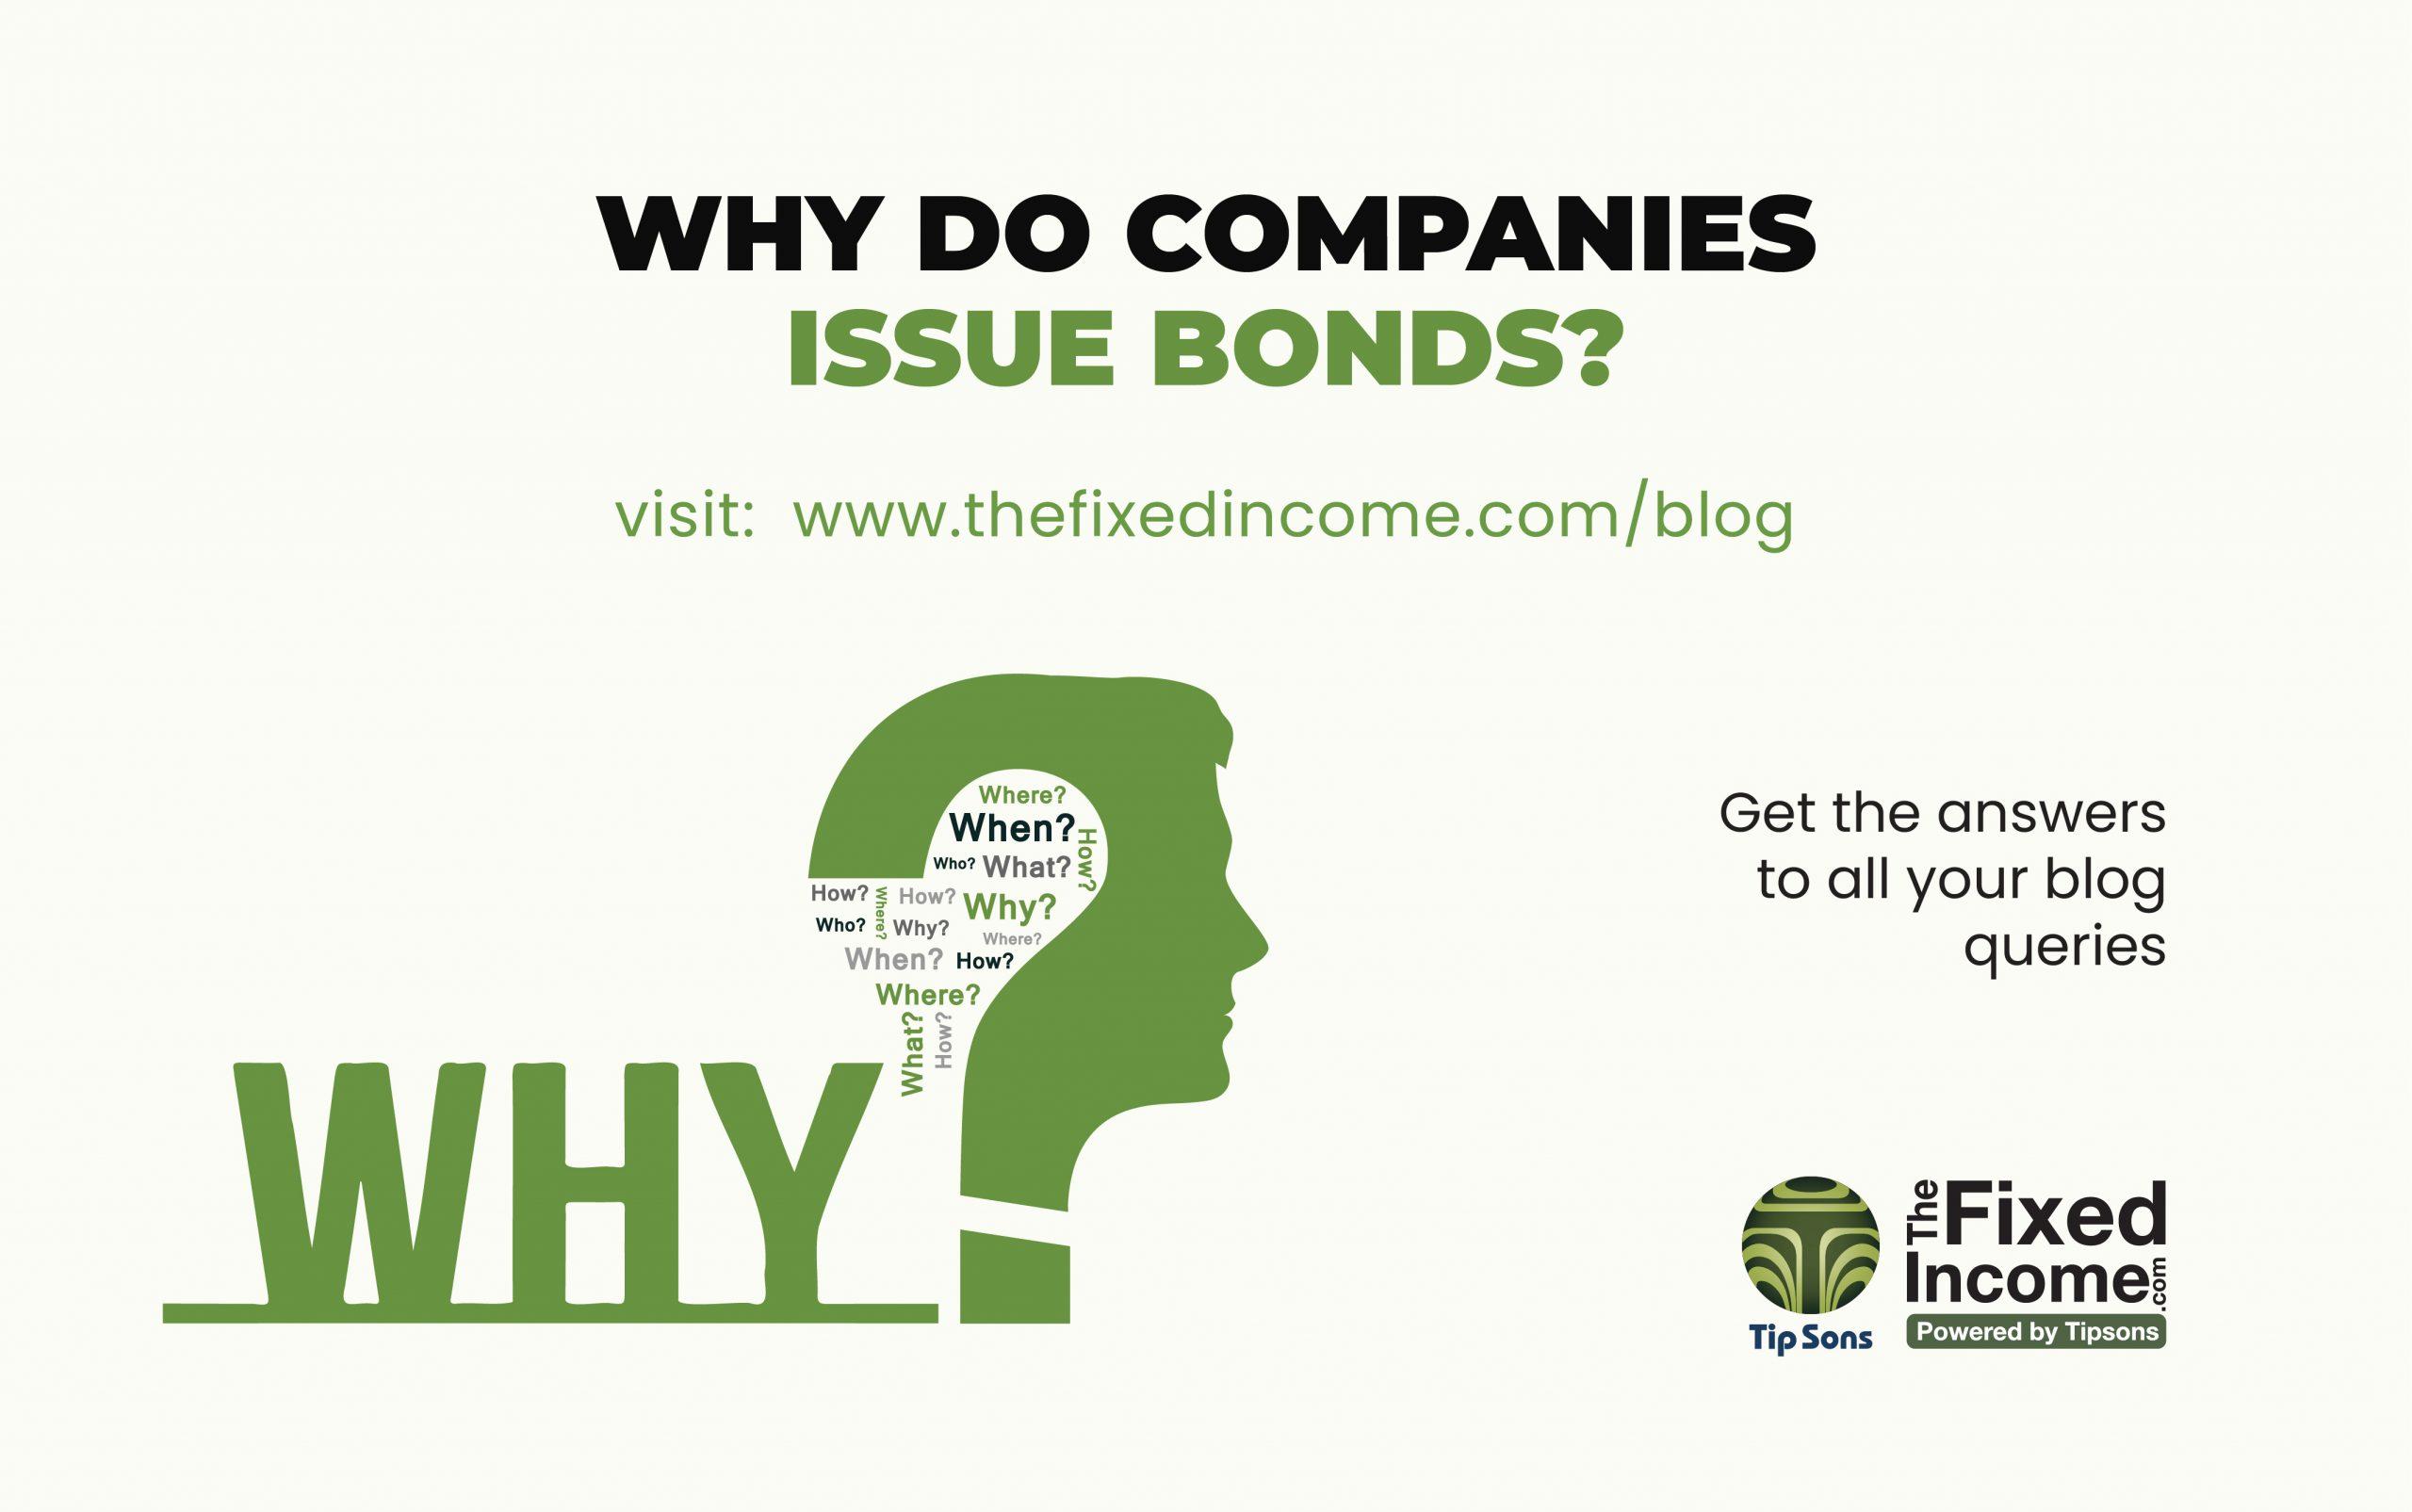 WHY DO COMPANIES
ISSUE BONDS?
visit: www.thefixedincome.com/blog
Where?
When?
How?
Who? What?
How? Where? How? Why?
Who? Why?
Where?
When? How?
Where?
What? How?
WHY
Get the answers
to all your blog
queries
Tip Sons
The Fixed
Income.com
Powered by Tipsons